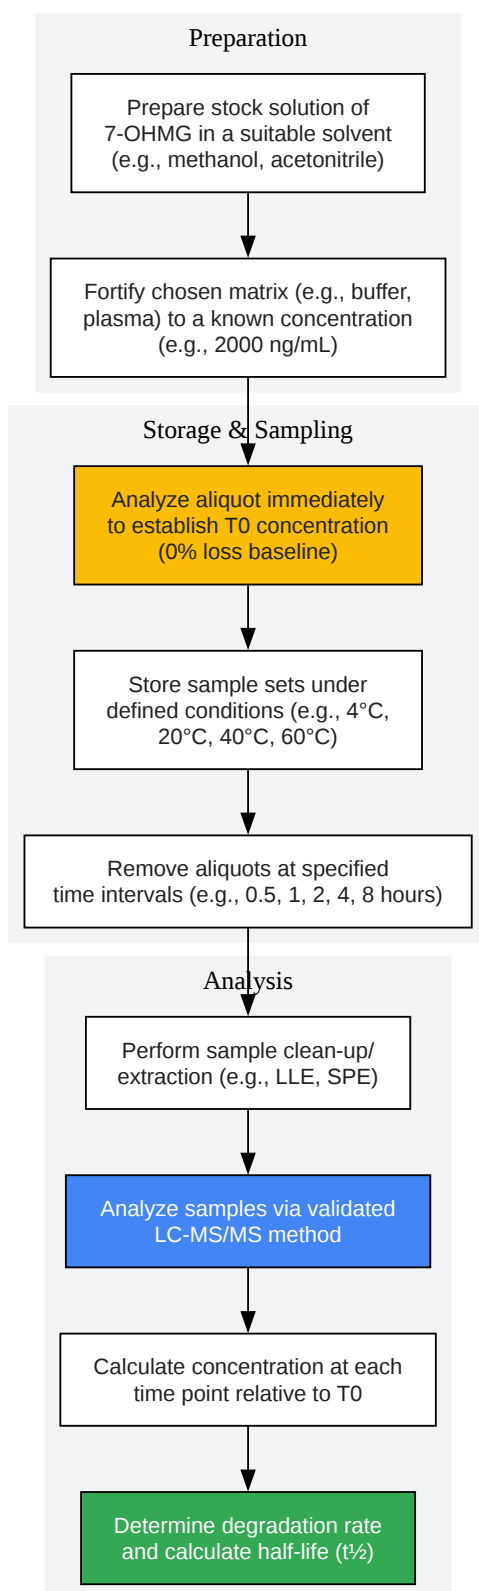 Preparation
Prepare stock solution of
7-OHMG in a suitable solvent
(e.g., methanol, acetonitrile)
Fortify chosen matrix (e.g., buffer,
plasma) to a known concentration
(e.g., 2000 ng/mL)
Storage & Sampling
Analyze aliquot immediately
to establish T0 concentration
(0% loss baseline)
Store sample sets under
defined conditions (e.g., 4°C,
20°C, 40°C, 60°C)
Remove aliquots at specified
time intervals (e.g., 0.5, 1, 2, 4, 8 hours)
Analysis
Perform sample clean-up/
extraction (e.g., LLE, SPE)
Analyze samples via validated
LC-MS/MS method
Calculate concentration at each
time point relative to T0
Determine degradation rate
and calculate half-life (t½)